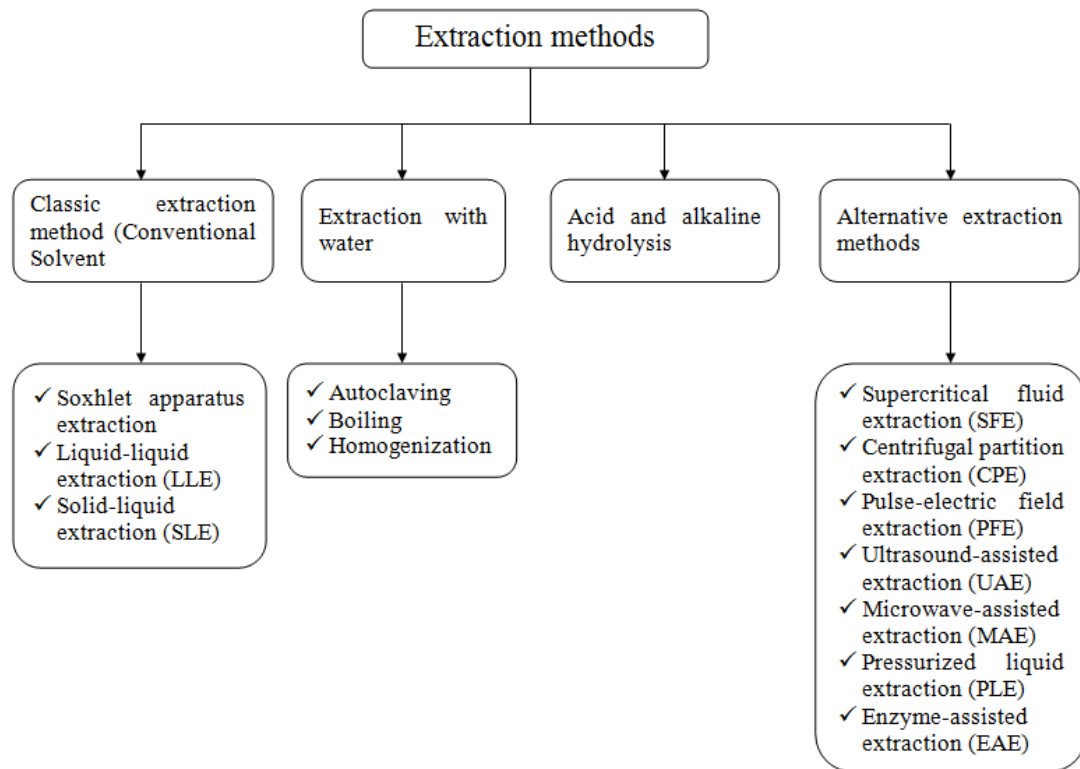 Extraction methods
Classic extraction
method (Conventional
Solvent
Extraction with
water
Acid and alkaline
hydrolysis
Alternative extraction
methods
✓ Soxhlet apparatus
extraction
✓ Liquid-liquid
extraction (LLE)
✓ Solid-liquid
extraction (SLE)
✓ Autoclaving
✓ Boiling
✓ Homogenization
✓ Supercritical fluid
extraction (SFE)
✓ Centrifugal partition
extraction (CPE)
✓ Pulse-electric field
extraction (PFE)
✓ Ultrasound-assisted
extraction (UAE)
✓ Microwave-assisted
extraction (MAE)
✓ Pressurized liquid
extraction (PLE)
✓ Enzyme-assisted
extraction (EAE)